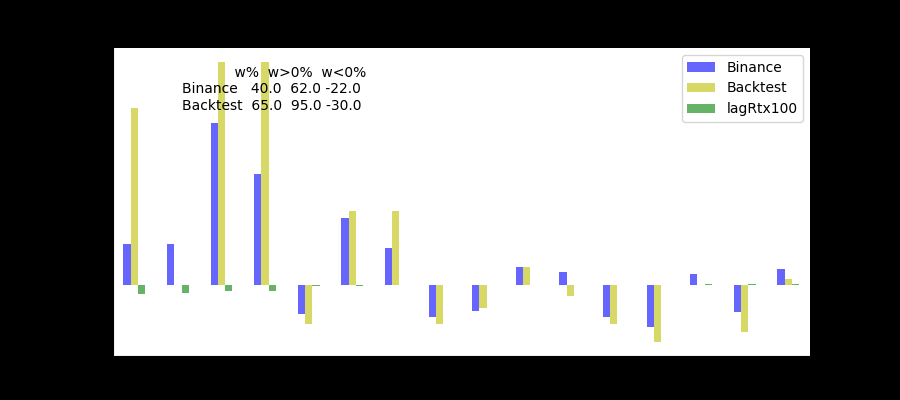 w% w>0% w<0%
Binance 40.0 62.0 -22.0
Backtest 65.0 95.0 -30.0
Binance
Backtest
lagRtx100